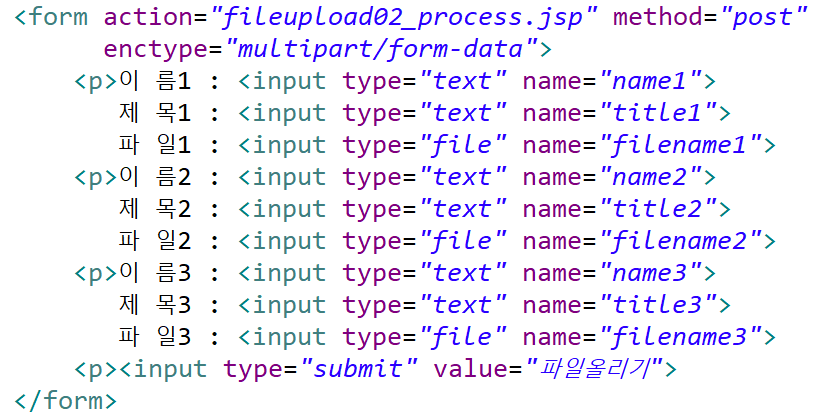 <form action="fileupload02_process.jsp" method="post"
enctype="multipart/form-data">
<p>이 름1 : <input type="text" name="name1">
제 목1 : <input type="text" name="title1">
파 일1 : <input type="file" name="filename1">
<p>이 름2 : <input type="text" name="name2">
제 목2 : <input type="text" name="title2">
파 일2 : <input type="file" name="filename2">
<p>이 름3 : <input type="text" name="name3">
제 목3 : <input type="text" name="title3">
파 일3 : <input type="file" name="filename3">
<p><input type="submit" value="파일올리기">
</form>